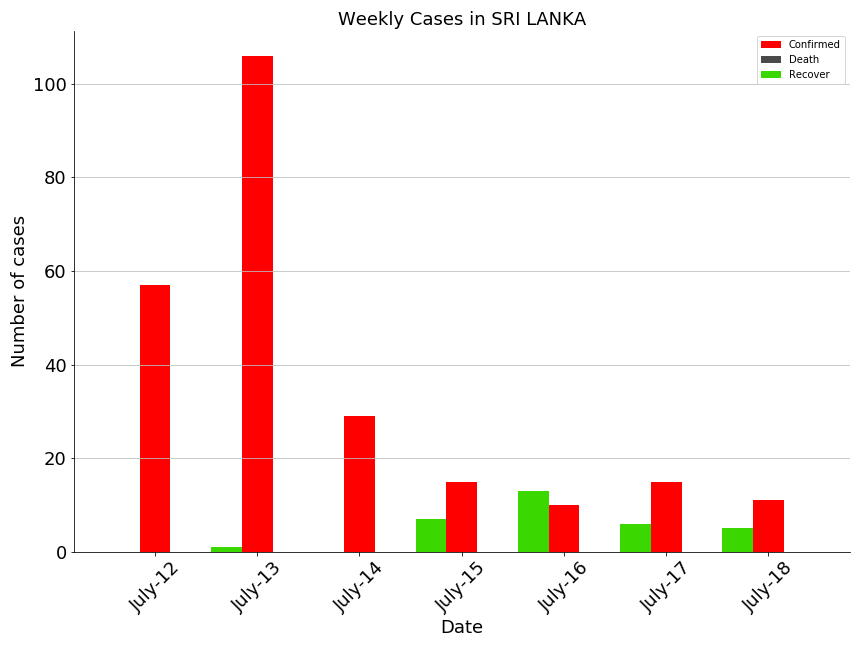 Weekly Cases in SRI LANKA
Confirmed
Death
Recover
Number of cases
100
80
60
40
20
0
July-12
July-13
July-14
July-15
July-16
July-17
July-18
Date